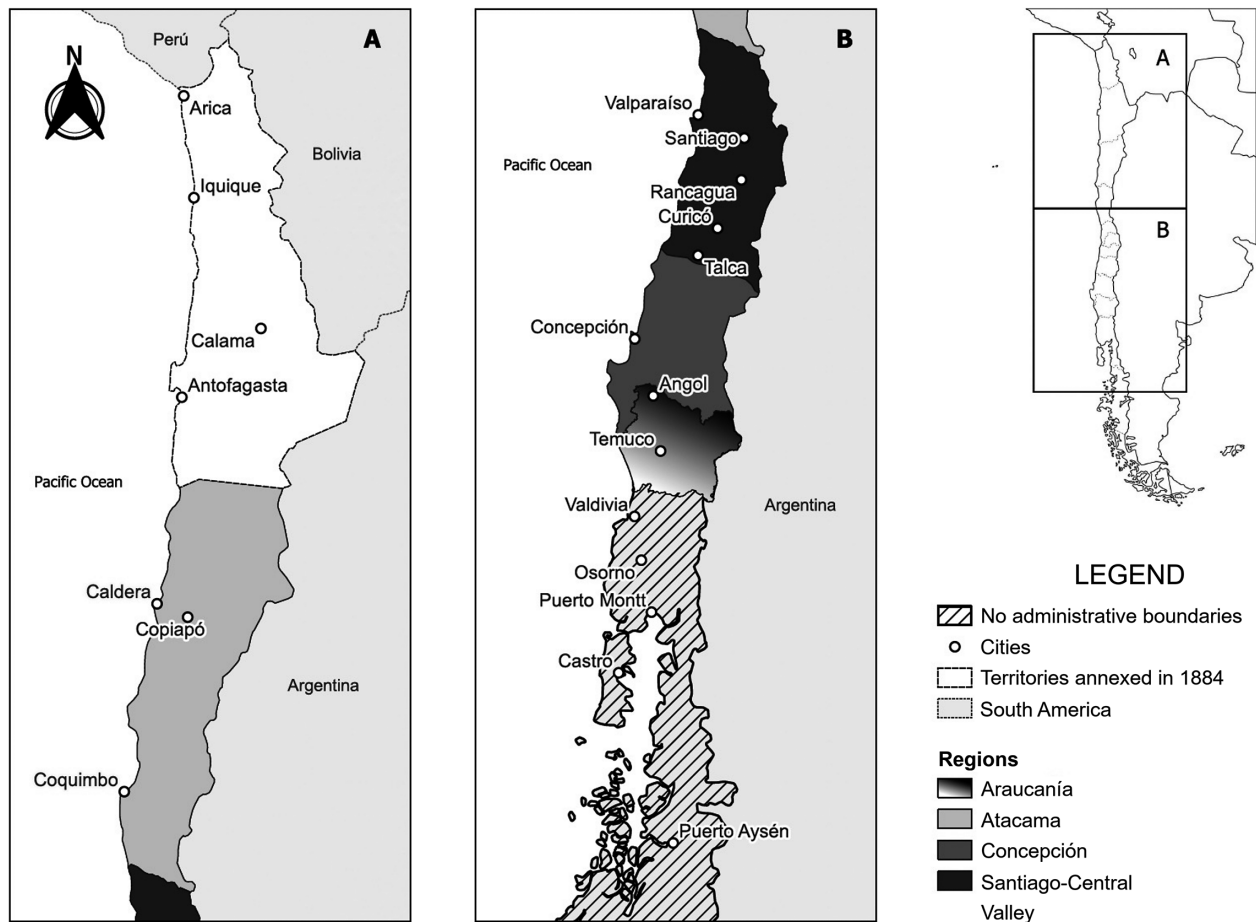 A
N
Perú
Arica
Bolivia
Iquique
Calama
Antofagasta
Pacific Ocean
Caldera
Copiapó
Argentina
Coquimbo
B
Valparaíso
Santiago
Pacific Ocean
Rancagua
Curicó
Talca
Concepción
Angol
Temuco
Valdivia
Argentina
Osorno
Puerto Montt
Castro
Puerto Aysén
A
B
LEGEND
No administrative boundaries
Cities
Territories annexed in 1884
South America
Regions
Araucanía
Atacama
Concepción
Santiago-Central
Valley